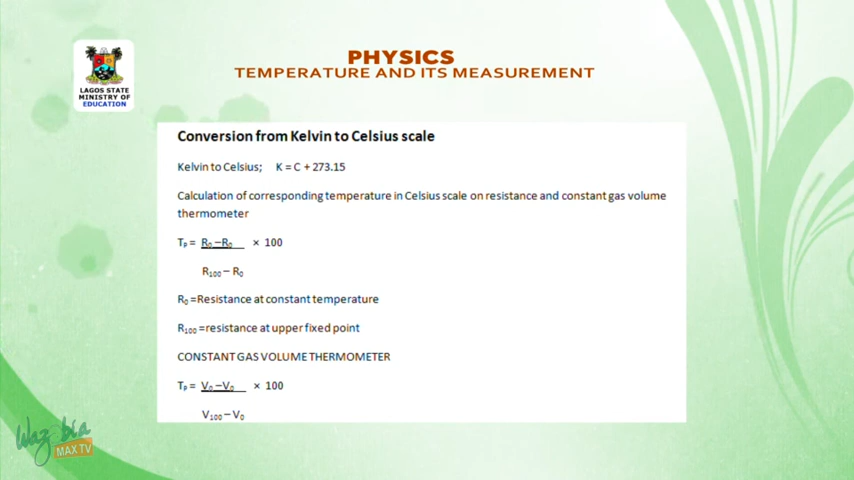 PHYSICS
TEMPERATURE AND ITS MEASUREMENT
LAGOS STATE
MINISTRY OF
EDUCATION
Conversion from Kelvin to Celsius scale
Kelvin to Celsius; K = C + 273.15
Calculation of corresponding temperature in Celsius scale on resistance and constant gas volume
thermometer
Tₚ = R₀ – R₀ × 100
R₁₀₀ – R₀
R₀ =Resistance at constant temperature
R₁₀₀ =resistance at upper fixed point
CONSTANT GAS VOLUME THERMOMETER
Tₚ = V₀ – V₀ × 100
V₁₀₀ – V₀
Wazobia
MAX TV